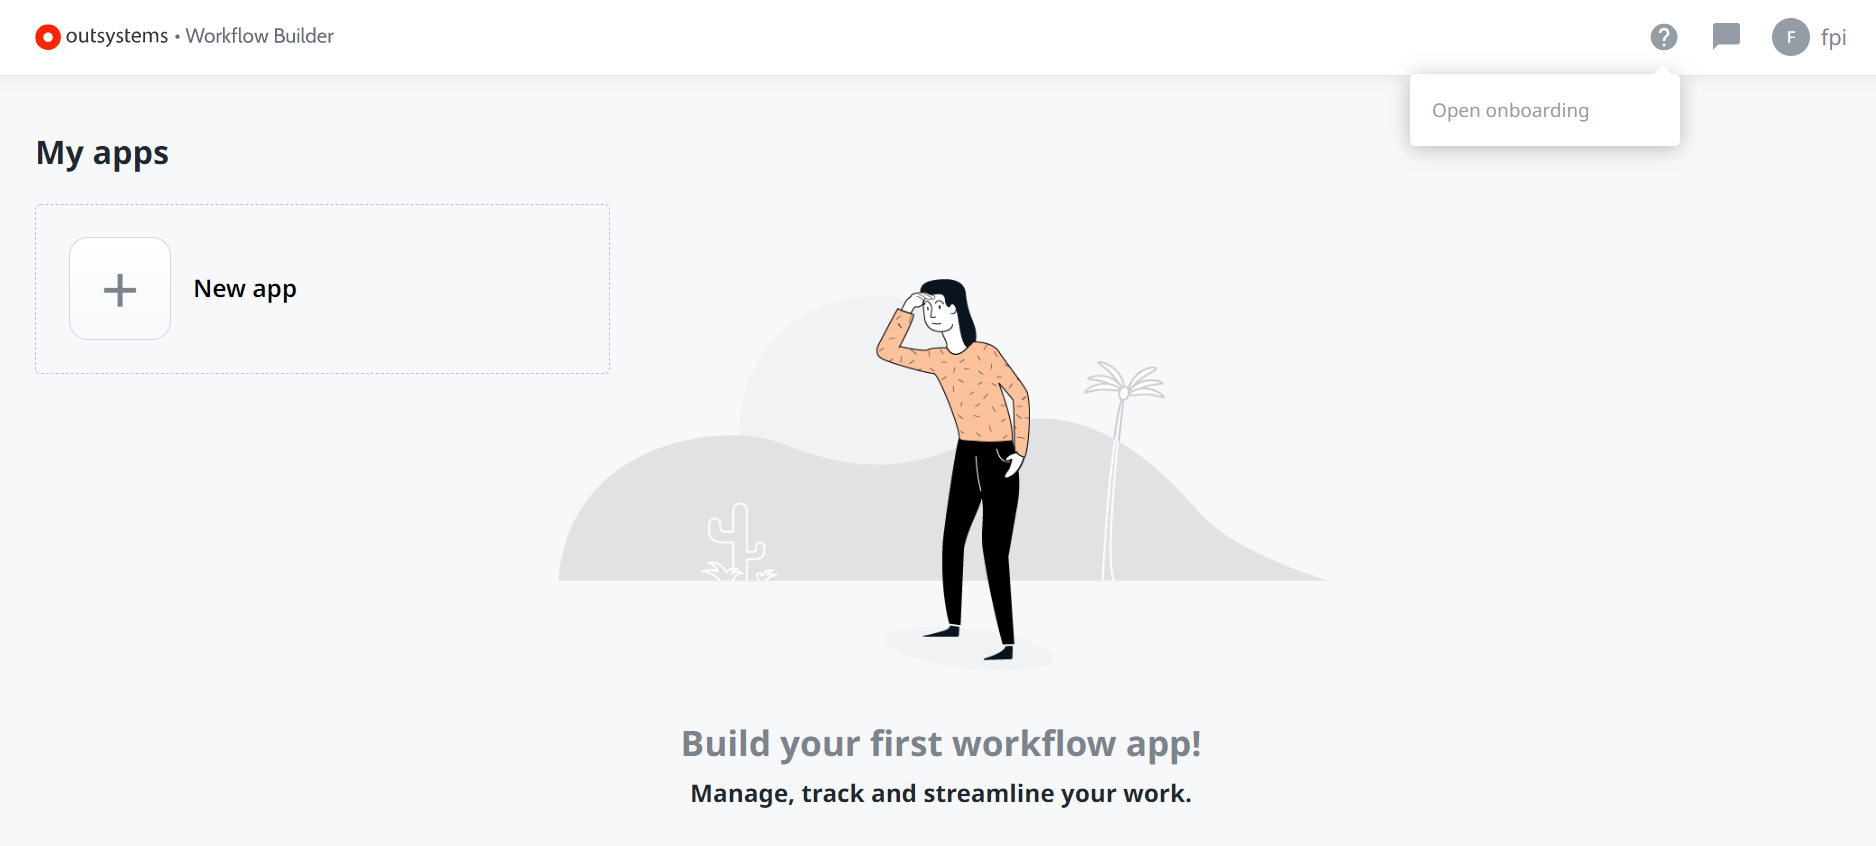 outsystems • Workflow Builder
F fpi
Open onboarding
My apps
New app
Build your first workflow app!
Manage, track and streamline your work.